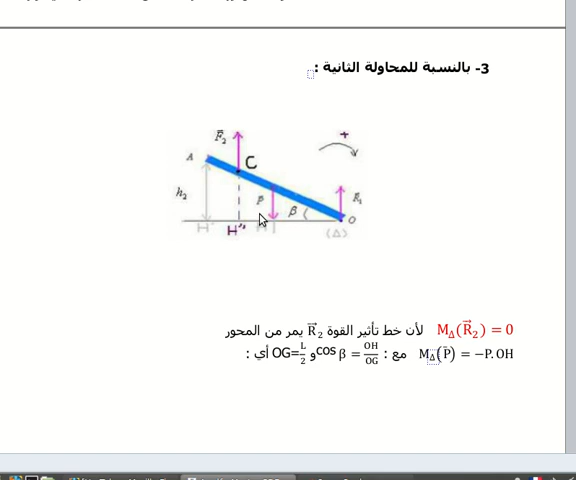 3- بالنسبة للمحاولة الثانية :
+
F⃗₂
C
A
h₂
P
β
R₁
O
H' H'' H
(Δ)
M_Δ(R⃗₂) = 0 لأن خط تأثير القوة R⃗₂ يمر من المحور
M_Δ(P⃗) = −P.OH مع : cos β = OH/OG و OG=L/2 أي :